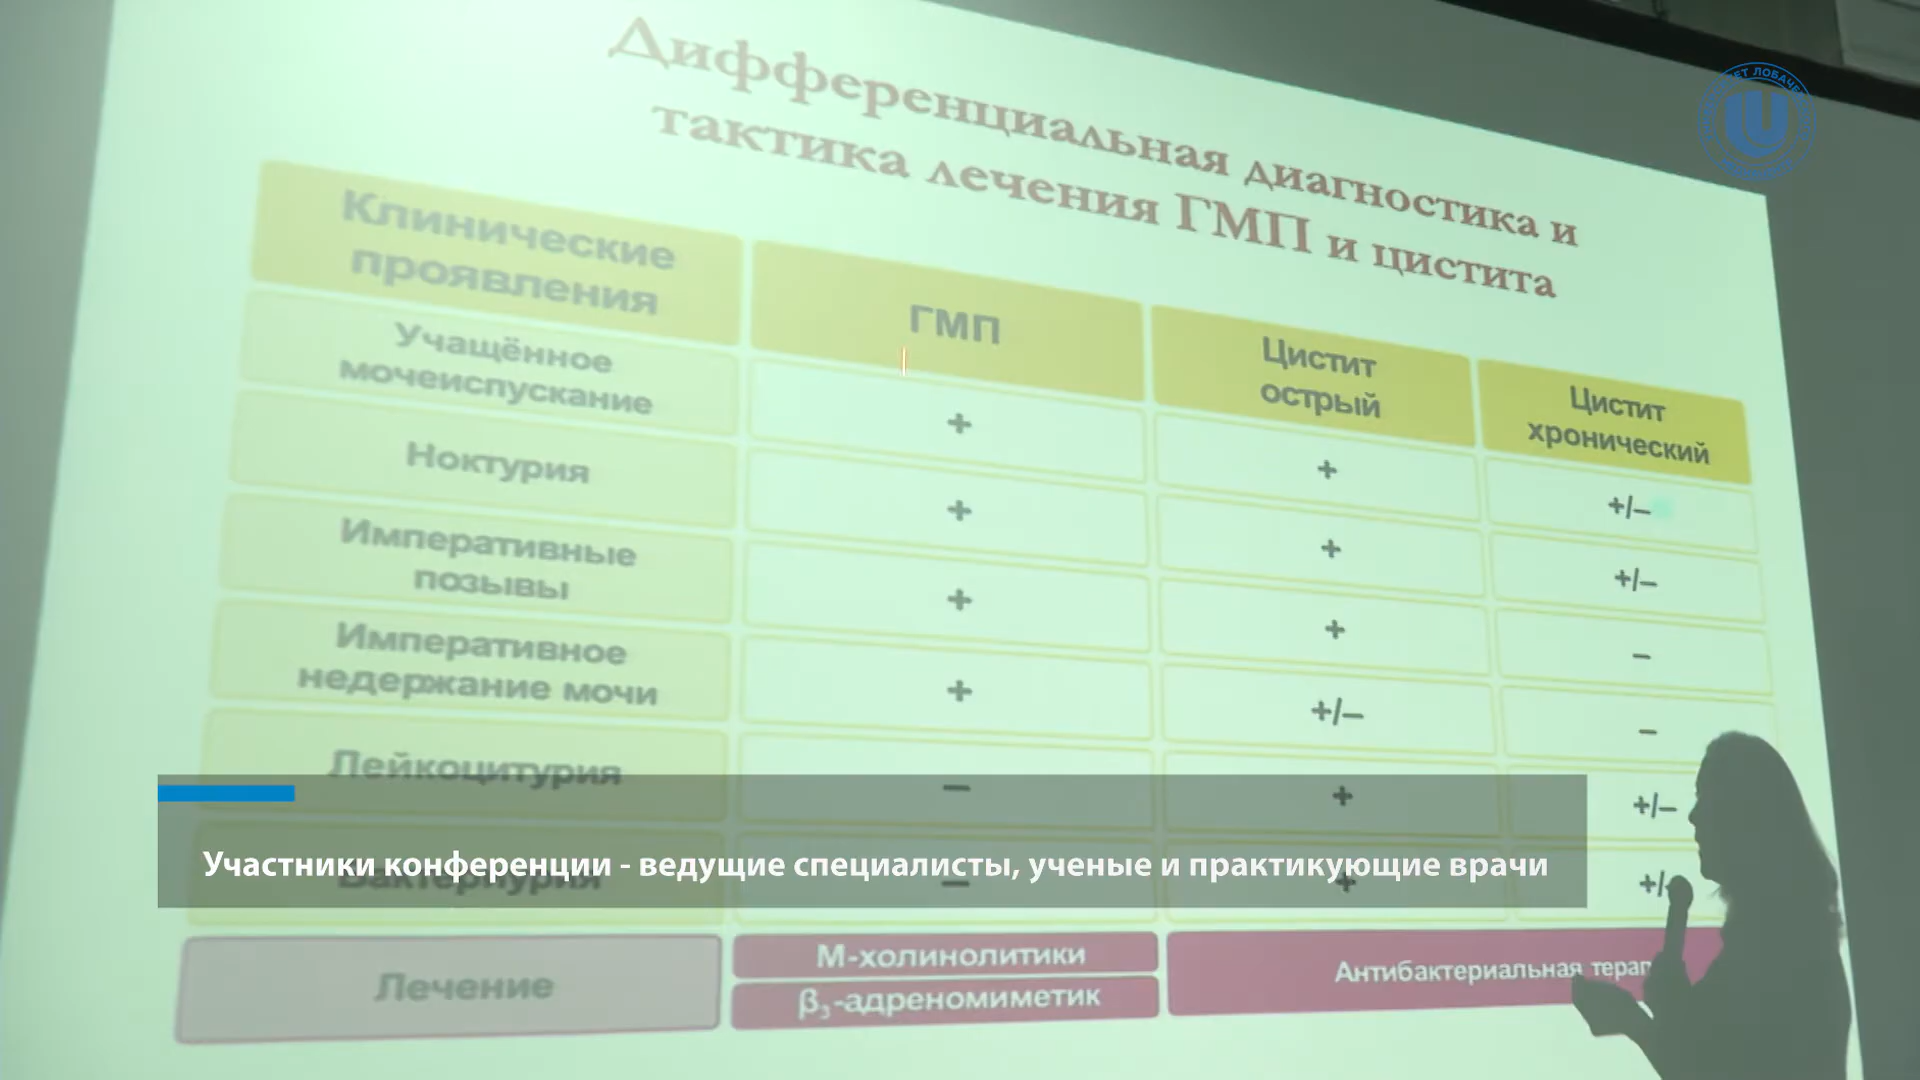 Дифференциальная диагностика и
тактика лечения ГМП и цистита
Клинические
проявления
ГМП
Цистит
острый
Цистит
хронический
Учащённое
мочеиспускание
+
+
+/–
Ноктурия
+
+
+/–
Императивные
позывы
+
+
–
Императивное
недержание мочи
+
+/–
–
Лейкоцитурия
–
+
+/–
Бактериурия
–
+
Участники конференции - ведущие специалисты, ученые и практикующие врачи
Лечение
М-холинолитики
β₃-адреномиметик
Антибактериальная